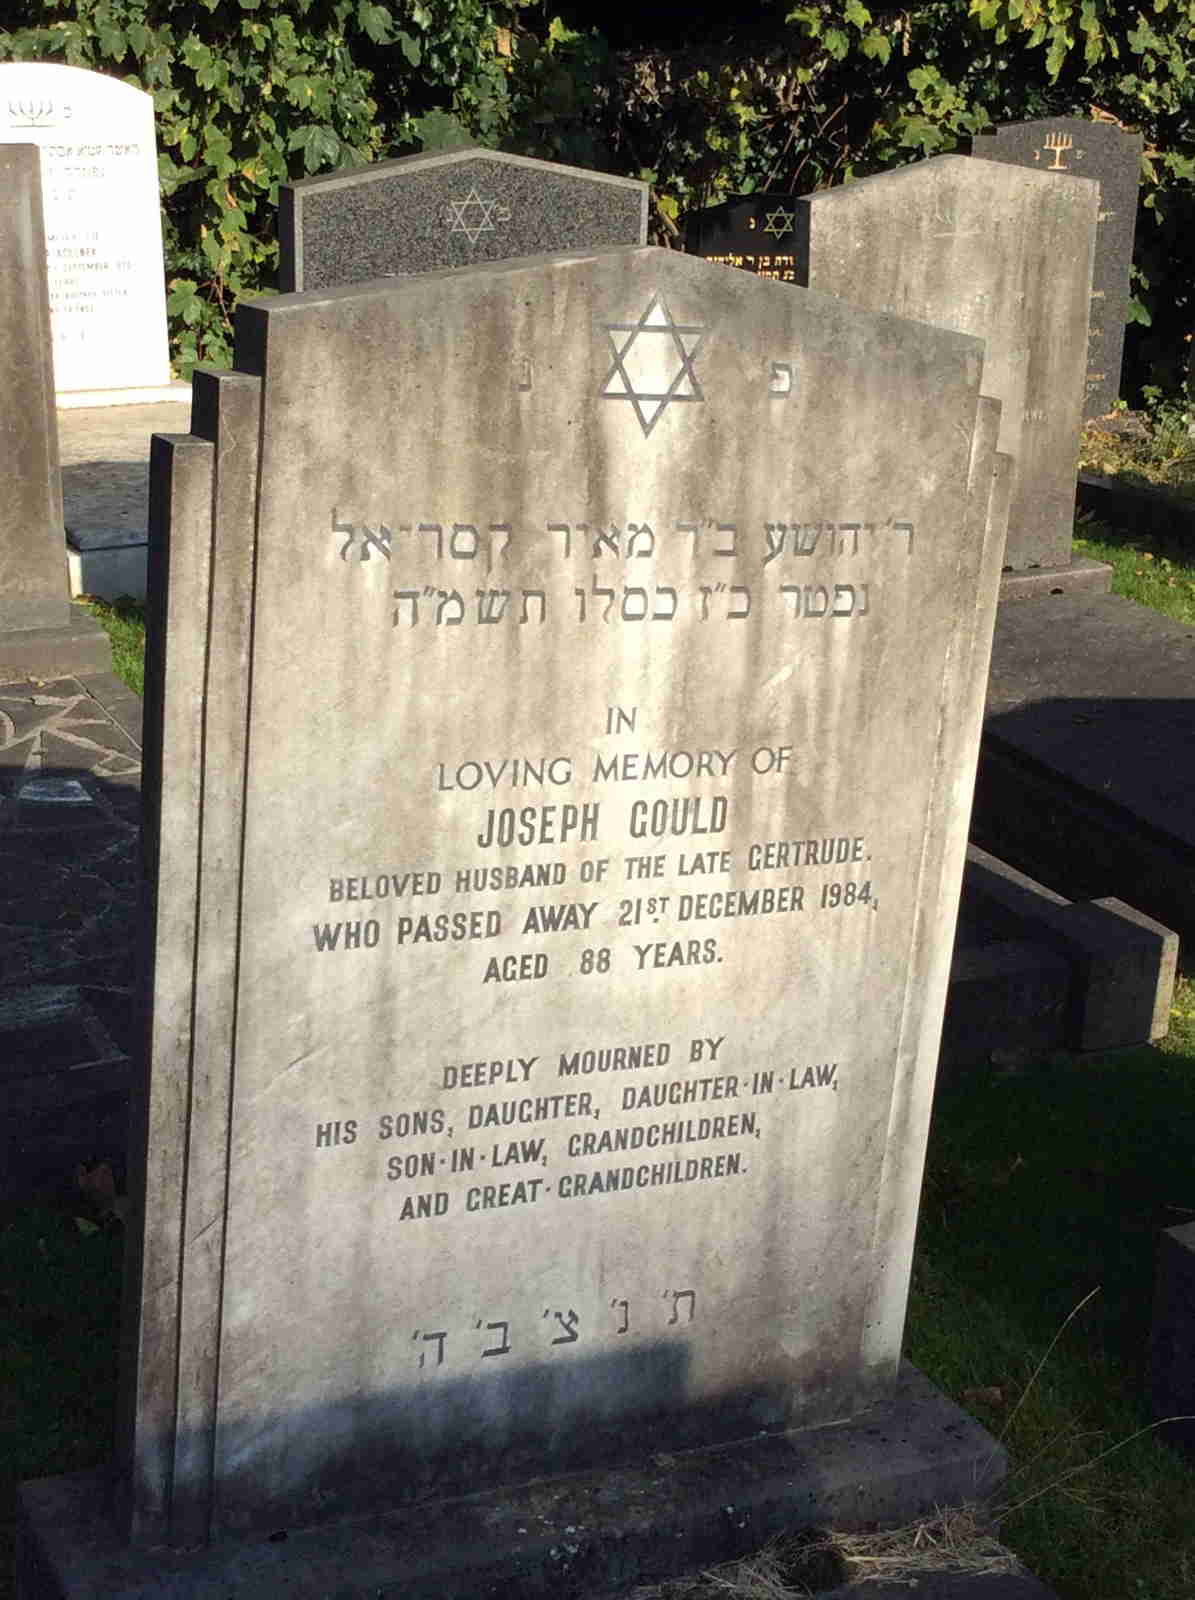 פ נ
ר' יהושע ב"ר מאיר קסריאל
נפטר כ"ז כסלו תשמ"ה
IN
LOVING MEMORY OF
JOSEPH GOULD
BELOVED HUSBAND OF THE LATE GERTRUDE.
WHO PASSED AWAY 21ST DECEMBER 1984,
AGED 88 YEARS.
DEEPLY MOURNED BY
HIS SONS, DAUGHTER, DAUGHTER·IN·LAW,
SON·IN·LAW, GRANDCHILDREN,
AND GREAT·GRANDCHILDREN.
ת' נ' צ' ב' ה'